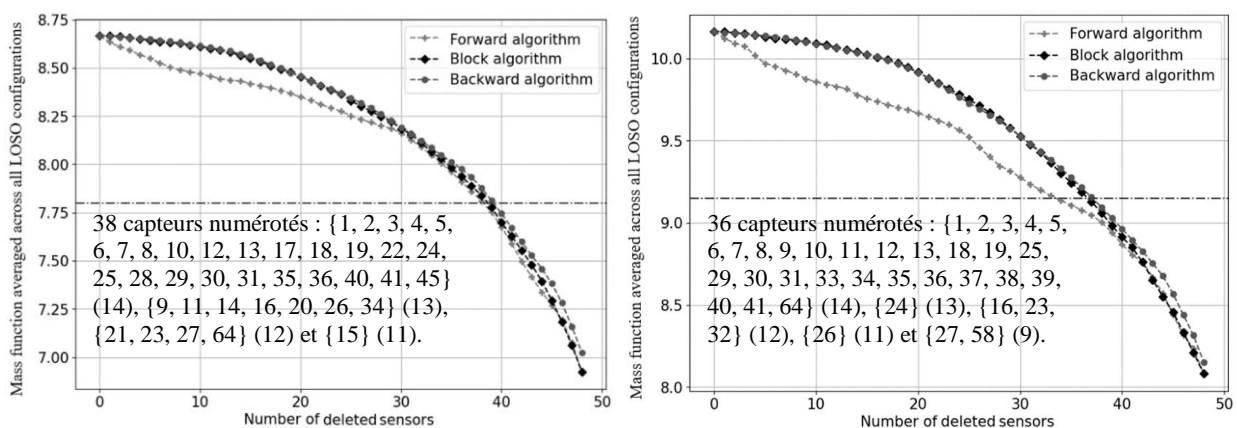 Mass function averaged across all LOSO configurations
8.75
8.50
8.25
8.00
7.75
7.50
7.25
7.00
Forward algorithm
Block algorithm
Backward algorithm
38 capteurs numérotés : {1, 2, 3, 4, 5,
6, 7, 8, 10, 12, 13, 17, 18, 19, 22, 24,
25, 28, 29, 30, 31, 35, 36, 40, 41, 45}
(14), {9, 11, 14, 16, 20, 26, 34} (13),
{21, 23, 27, 64} (12) et {15} (11).
0 10 20 30 40 50
Number of deleted sensors
Mass function averaged across all LOSO configurations
10.0
9.5
9.0
8.5
8.0
Forward algorithm
Block algorithm
Backward algorithm
36 capteurs numérotés : {1, 2, 3, 4, 5,
6, 7, 8, 9, 10, 11, 12, 13, 18, 19, 25,
29, 30, 31, 33, 34, 35, 36, 37, 38, 39,
40, 41, 64} (14), {24} (13), {16, 23,
32} (12), {26} (11) et {27, 58} (9).
0 10 20 30 40 50
Number of deleted sensors